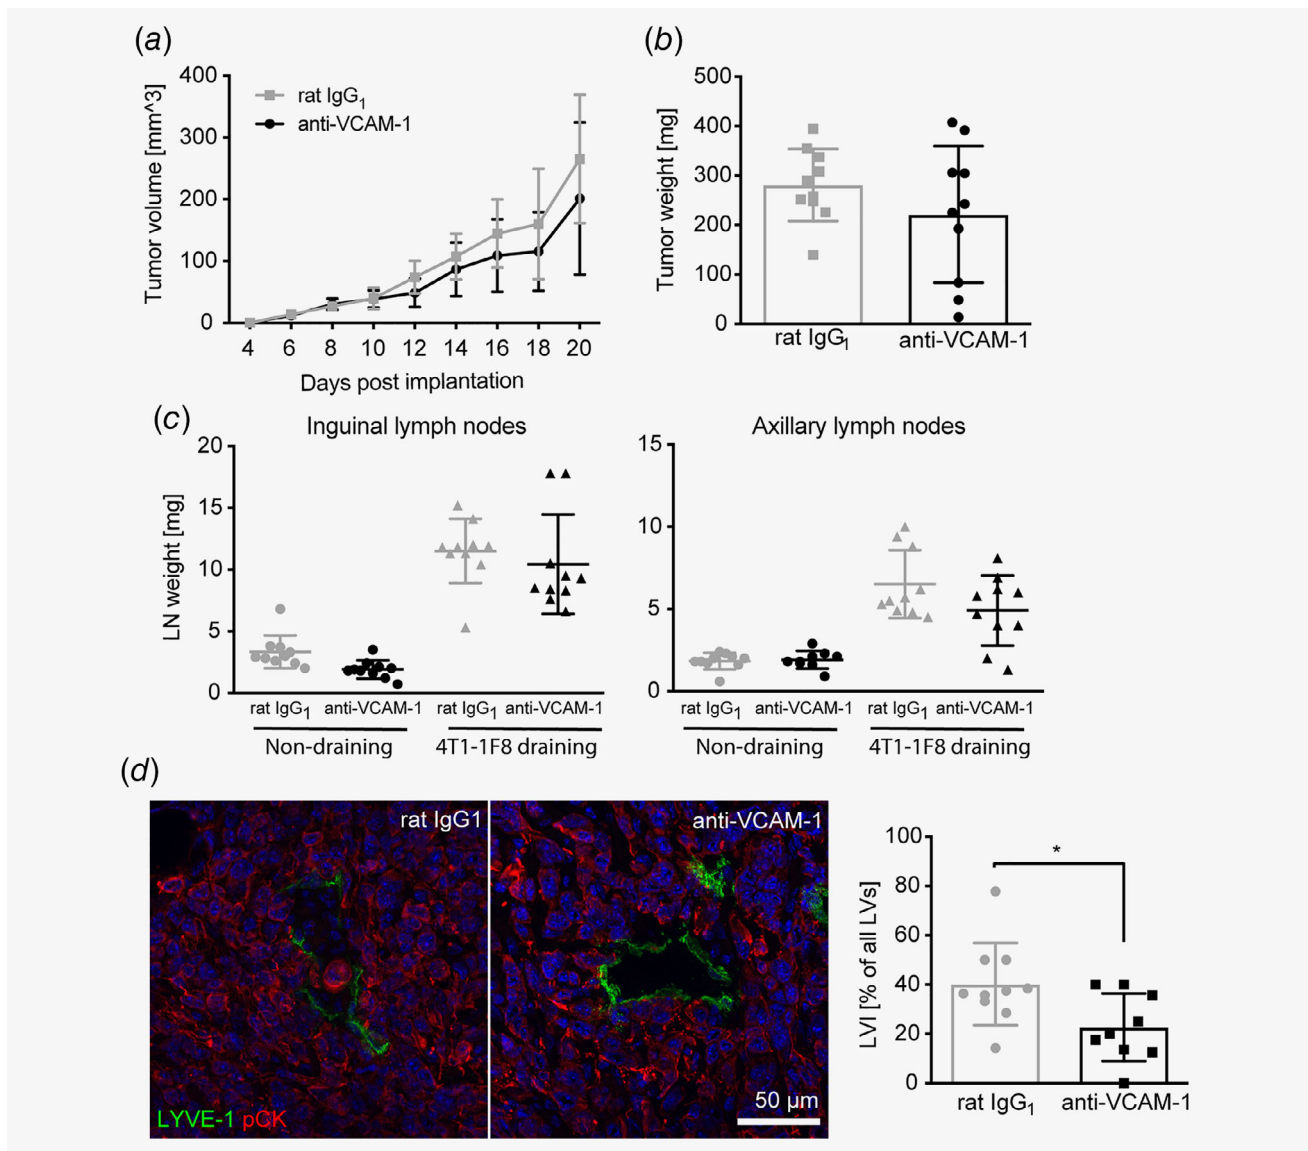 (a)
Tumor volume [mm^3]
400
300
200
100
0
rat IgG1
anti-VCAM-1
4 6 8 10 12 14 16 18 20
Days post implantation
(b)
Tumor weight [mg]
500
400
300
200
100
0
rat IgG1 anti-VCAM-1
(c)
Inguinal lymph nodes
LN weight [mg]
20
15
10
5
0
rat IgG1 anti-VCAM-1 rat IgG1 anti-VCAM-1
Non-draining 4T1-1F8 draining
Axillary lymph nodes
15
10
5
0
rat IgG1 anti-VCAM-1 rat IgG1 anti-VCAM-1
Non-draining 4T1-1F8 draining
(d)
rat IgG1
anti-VCAM-1
LYVE-1 pCK
50 µm
LVI [% of all LVs]
100
80
60
40
20
0
*
rat IgG1 anti-VCAM-1